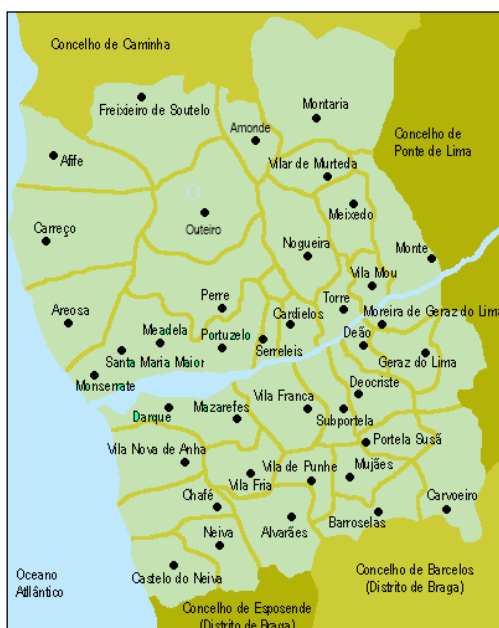 Concelho de Caminha
Freixieiro de Soutelo
Montaria
Amonde
Concelho de
Ponte de Lima
Afife
Vilar de Murteda
Meixedo
Carreço
Outeiro
Nogueira
Monte
Vila Mou
Perre
Cardielos
Torre
Areosa
Moreira de Geraz do Lima
Meadela
Portuzelo
Serreleis
Deão
Santa Maria Maior
Geraz do Lima
Monserrate
Deocriste
Vila Franca
Darque
Mazarefes
Subportela
Portela Susã
Vila Nova de Anha
Vila de Punhe
Mujães
Vila Fria
Chafé
Carvoeiro
Alvarães
Barroselas
Neiva
Castelo do Neiva
Oceano
Atlântico
Concelho de Barcelos
(Distrito de Braga)
Concelho de Esposende
(Distrito de Braga)